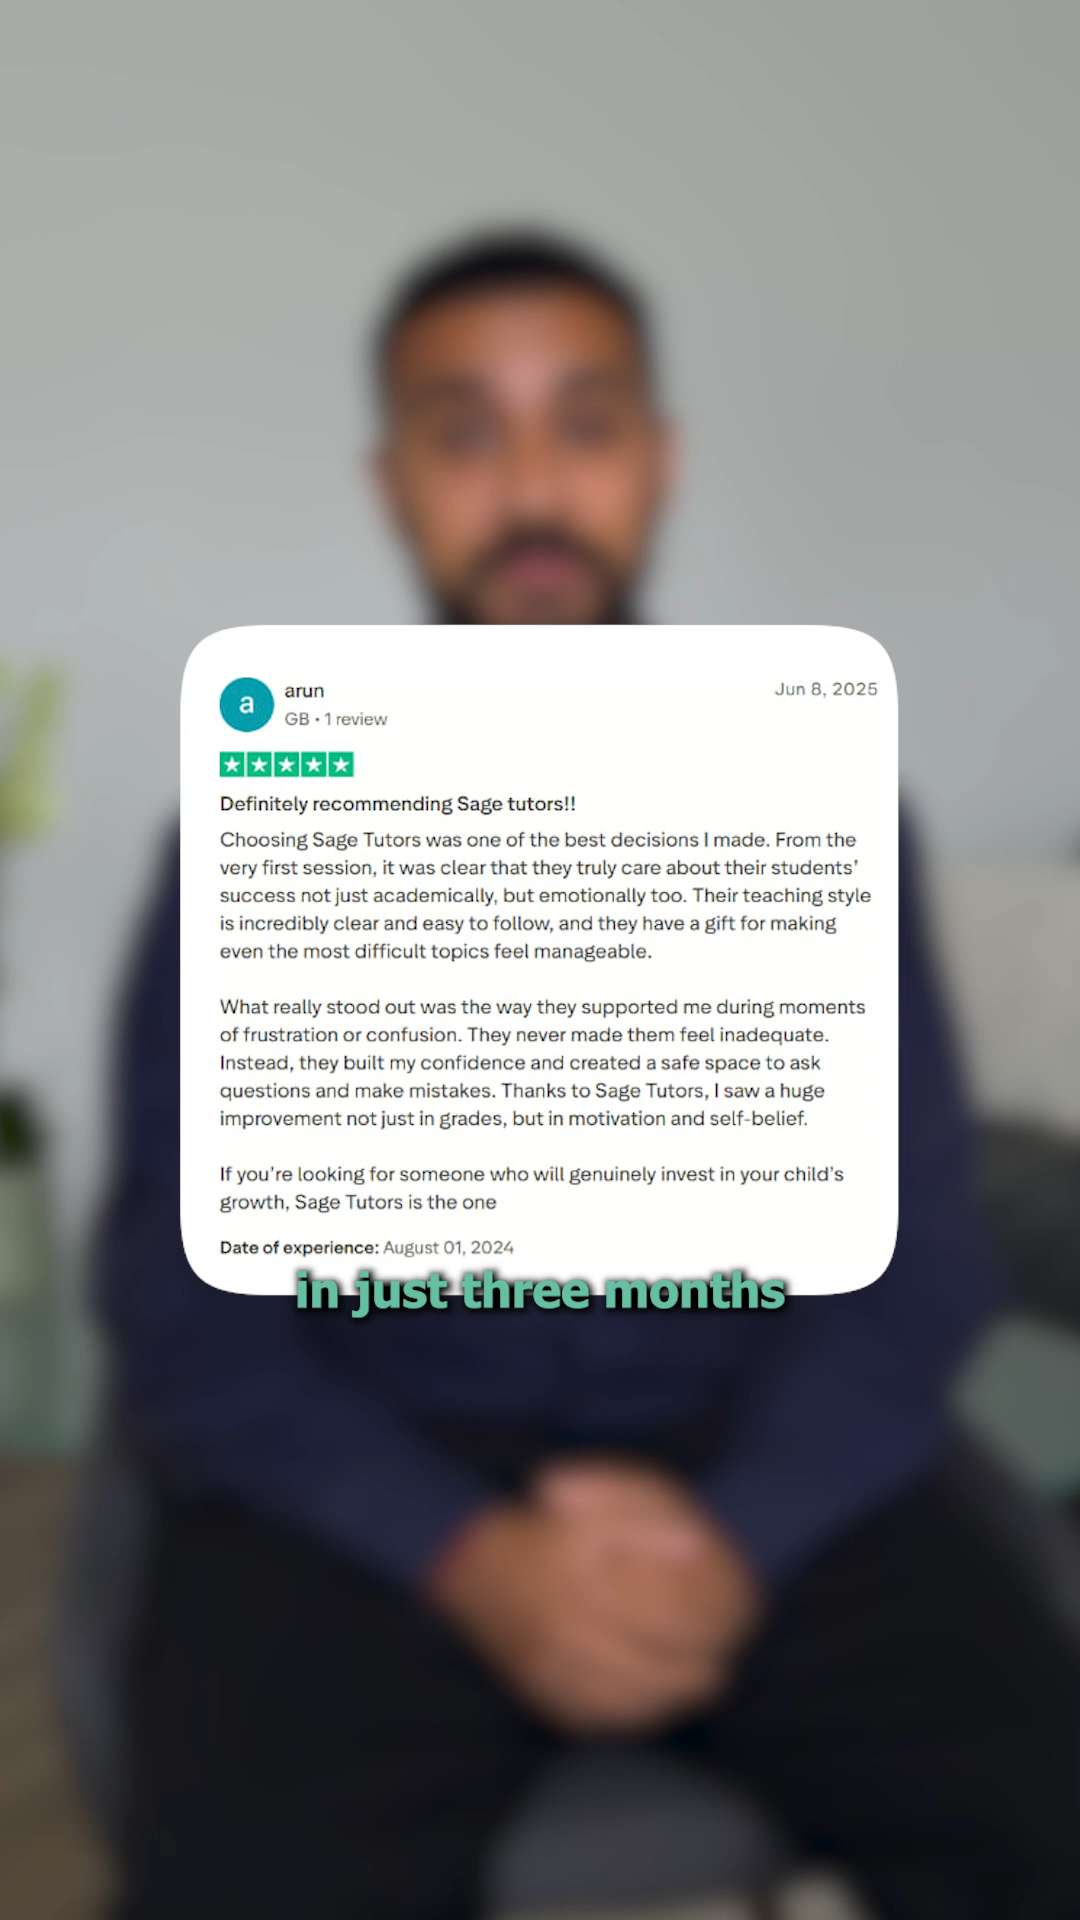 a
arun
Jun 8, 2025
GB • 1 review
Definitely recommending Sage tutors!!
Choosing Sage Tutors was one of the best decisions I made. From the
very first session, it was clear that they truly care about their students’
success not just academically, but emotionally too. Their teaching style
is incredibly clear and easy to follow, and they have a gift for making
even the most difficult topics feel manageable.
What really stood out was the way they supported me during moments
of frustration or confusion. They never made them feel inadequate.
Instead, they built my confidence and created a safe space to ask
questions and make mistakes. Thanks to Sage Tutors, I saw a huge
improvement not just in grades, but in motivation and self-belief.
If you’re looking for someone who will genuinely invest in your child’s
growth, Sage Tutors is the one
Date of experience: August 01, 2024
in just three months